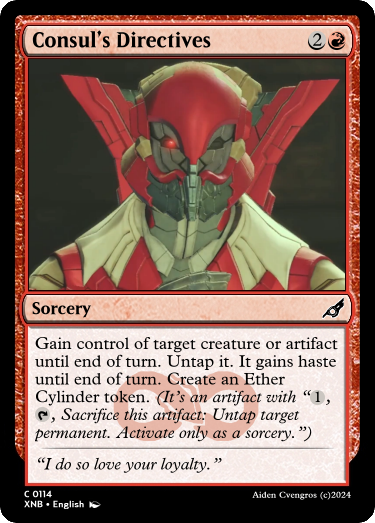 Consul's Directives 2
Sorcery
Gain control of target creature or artifact
until end of turn. Untap it. It gains haste
until end of turn. Create an Ether
Cylinder token. (It's an artifact with “1,
, Sacrifice this artifact: Untap target
permanent. Activate only as a sorcery.”)
“I do so love your loyalty.”
C 0114
XNB • English
Aiden Cvengros (c)2024